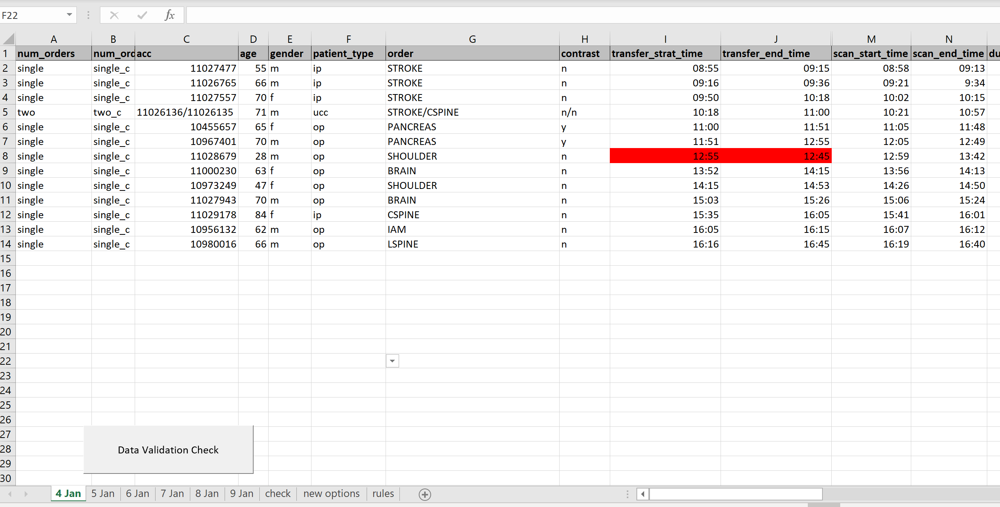 F22 fx
A B C D E F G H I J M N
1 num_orders num_ord acc age gender patient_type order contrast transfer_strat_time transfer_end_time scan_start_time scan_end_time du
2 single single_c 11027477 55 m ip STROKE n 08:55 09:15 08:58 09:13
3 single single_c 11026765 66 m ip STROKE n 09:16 09:36 09:21 9:34
4 single single_c 11027557 70 f ip STROKE n 09:50 10:18 10:02 10:15
5 two two_c 11026136/11026135 71 m ucc STROKE/CSPINE n/n 10:18 11:00 10:21 10:57
6 single single_c 10455657 65 f op PANCREAS y 11:00 11:51 11:05 11:48
7 single single_c 10967401 70 m op PANCREAS y 11:51 12:55 12:05 12:49
8 single single_c 11028679 28 m op SHOULDER n 12:55 12:45 12:59 13:42
9 single single_c 11000230 63 f op BRAIN n 13:52 14:15 13:56 14:13
10 single single_c 10973249 47 f op SHOULDER n 14:15 14:53 14:26 14:50
11 single single_c 11027943 70 m op BRAIN n 15:03 15:26 15:06 15:24
12 single single_c 11029178 84 f ip CSPINE n 15:35 16:05 15:41 16:01
13 single single_c 10956132 62 m op IAM n 16:05 16:15 16:07 16:12
14 single single_c 10980016 66 m op LSPINE n 16:16 16:45 16:19 16:40
15
16
17
18
19
20
21
22
23
24
25
26
27
28 Data Validation Check
29
30
4 Jan 5 Jan 6 Jan 7 Jan 8 Jan 9 Jan check new options rules